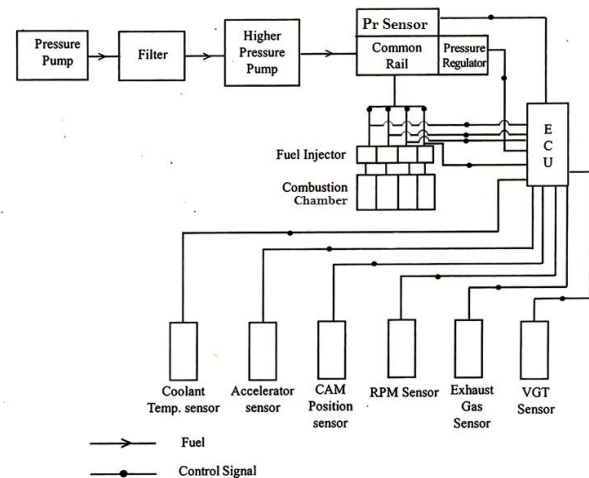 Pressure
Pump
Filter
Higher
Pressure
Pump
Pr Sensor
Common
Rail
Pressure
Regulator
E
C
U
Fuel Injector
Combustion
Chamber
Coolant
Temp. sensor
Accelerator
sensor
CAM
Position
sensor
RPM Sensor
Exhaust
Gas
Sensor
VGT
Sensor
Fuel
Control Signal